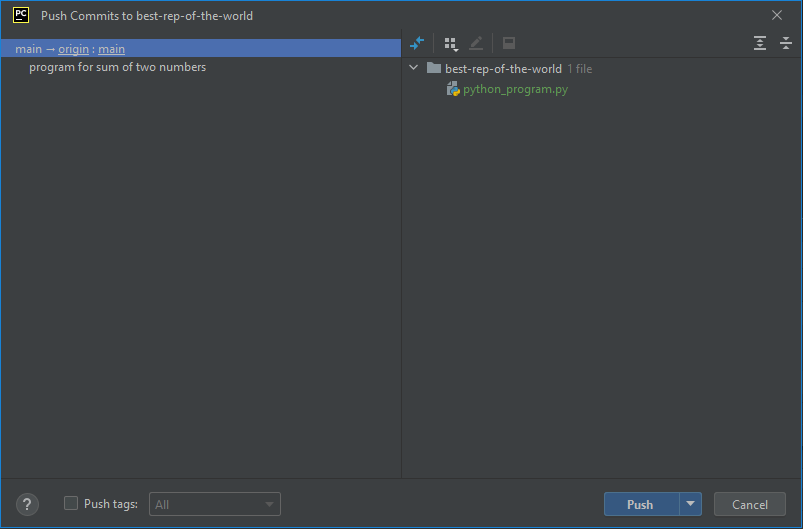 PC Push Commits to best-rep-of-the-world
main → origin : main
program for sum of two numbers
best-rep-of-the-world 1 file
python_program.py
? Push tags: All Push Cancel